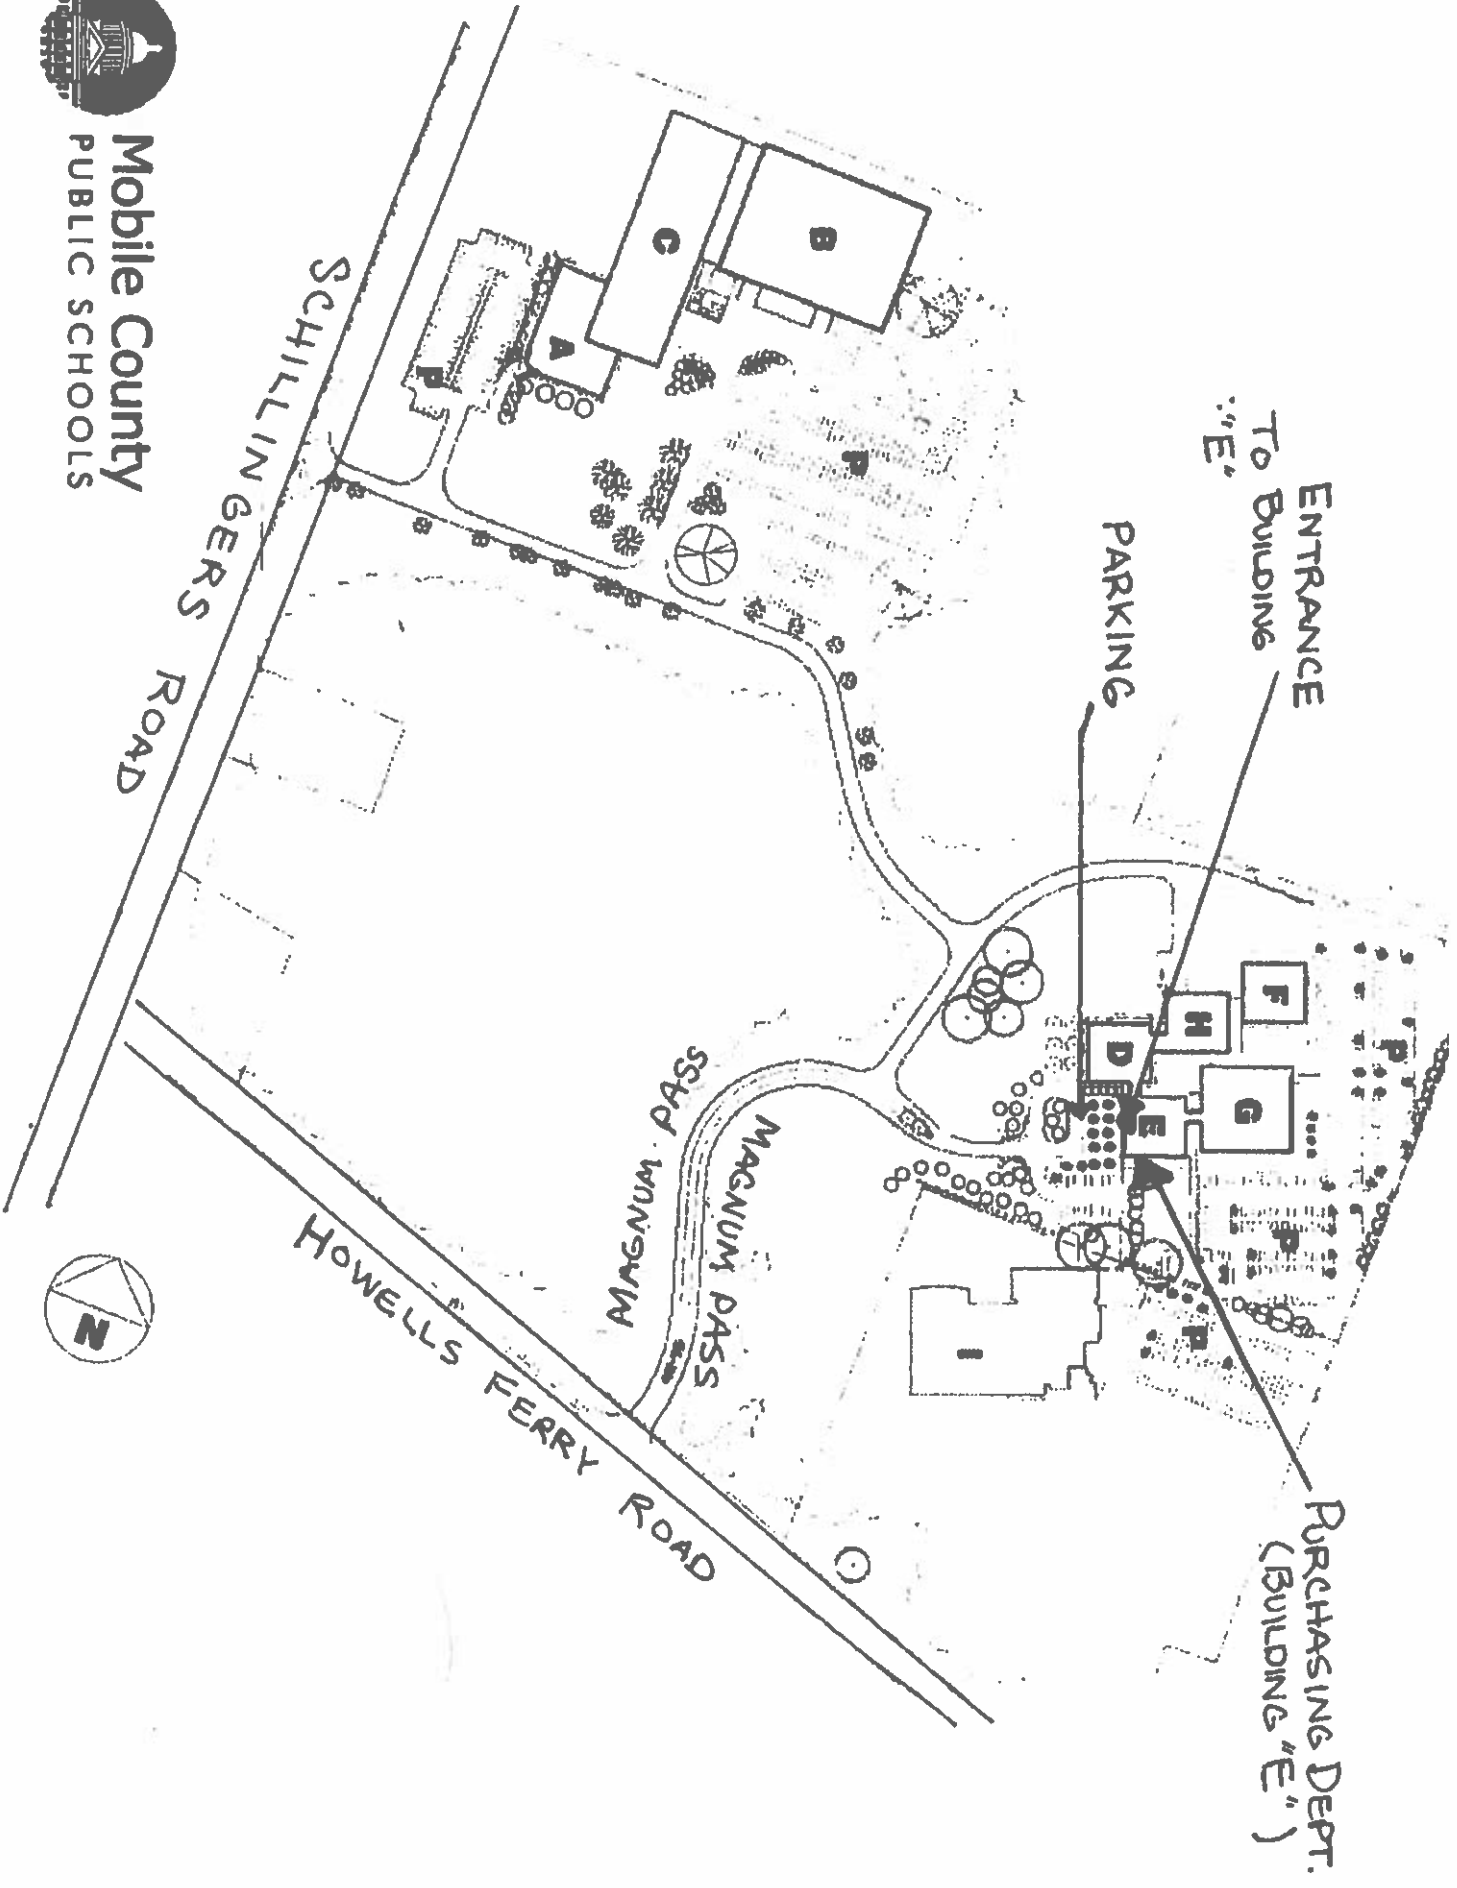 Mobile County
PUBLIC SCHOOLS
SCHILLINGERS ROAD
HOWELLS FERRY ROAD
MAGNUM PASS
MAGNUM PASS
ENTRANCE
TO BUILDING
"E"
PARKING
PURCHASING DEPT.
(BUILDING "E")
A
B
C
D
E
F
G
H
I
P
P
P
P
P
N